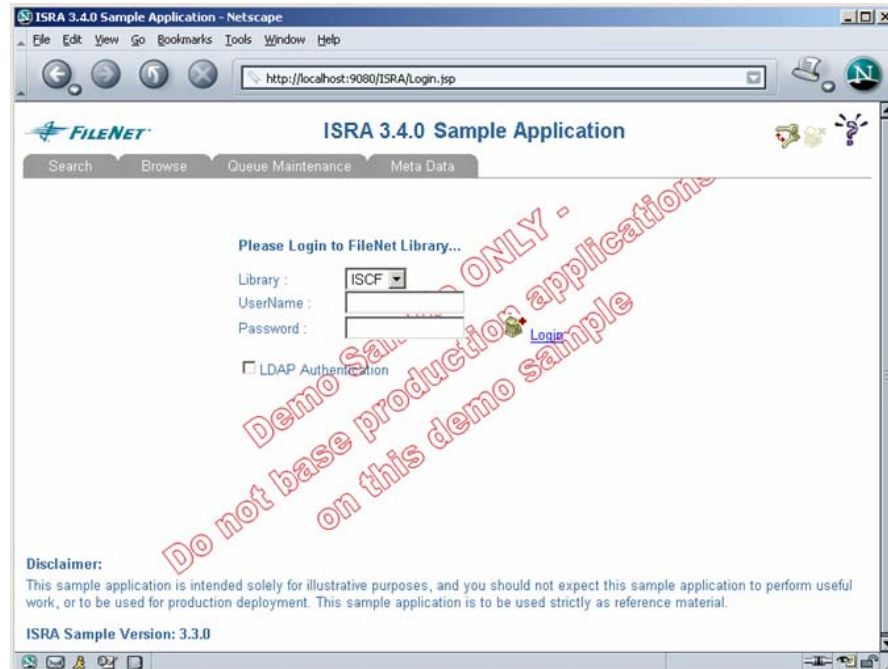 ISRA 3.4.0 Sample Application - Netscape
File Edit View Go Bookmarks Tools Window Help
http://localhost:9080/ISRA/Login.jsp
FILENET
ISRA 3.4.0 Sample Application
Search Browse Queue Maintenance Meta Data
Please Login to FileNet Library...
Library : ISCF
UserName :
Password :
Login
LDAP Authentication
Demo ONLY -
Do not base production applications
on this demo sample
Disclaimer:
This sample application is intended solely for illustrative purposes, and you should not expect this sample application to perform useful
work, or to be used for production deployment. This sample application is to be used strictly as reference material.
ISRA Sample Version: 3.3.0